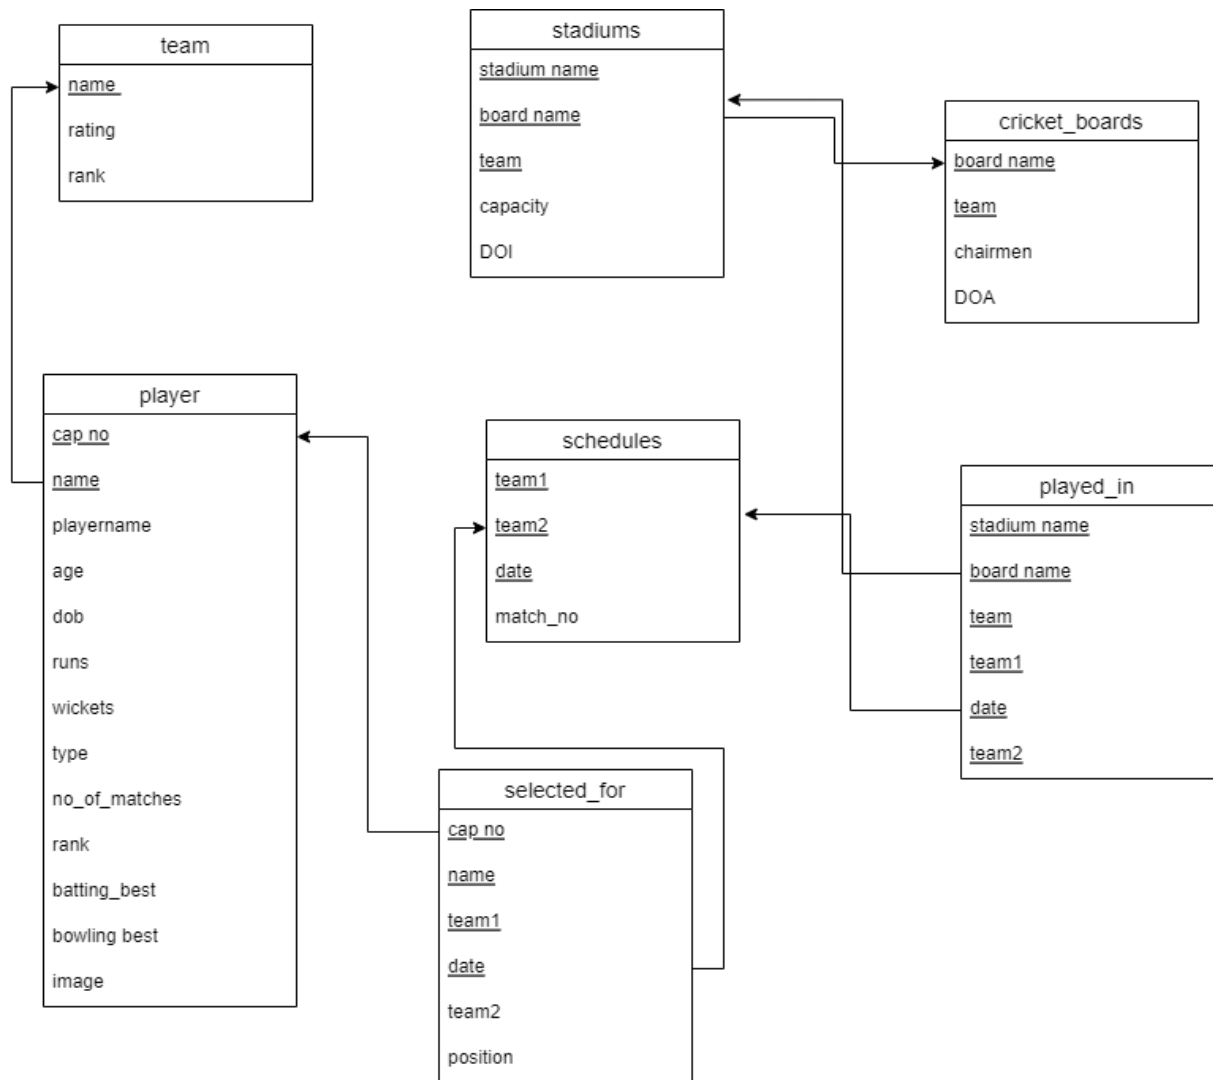 team
name
rating
rank
stadiums
stadium name
board name
team
capacity
DOI
cricket_boards
board name
team
chairmen
DOA
player
cap no
name
playername
age
dob
runs
wickets
type
no_of_matches
rank
batting_best
bowling best
image
schedules
team1
team2
date
match_no
played_in
stadium name
board name
team
team1
date
team2
selected_for
cap no
name
team1
date
team2
position